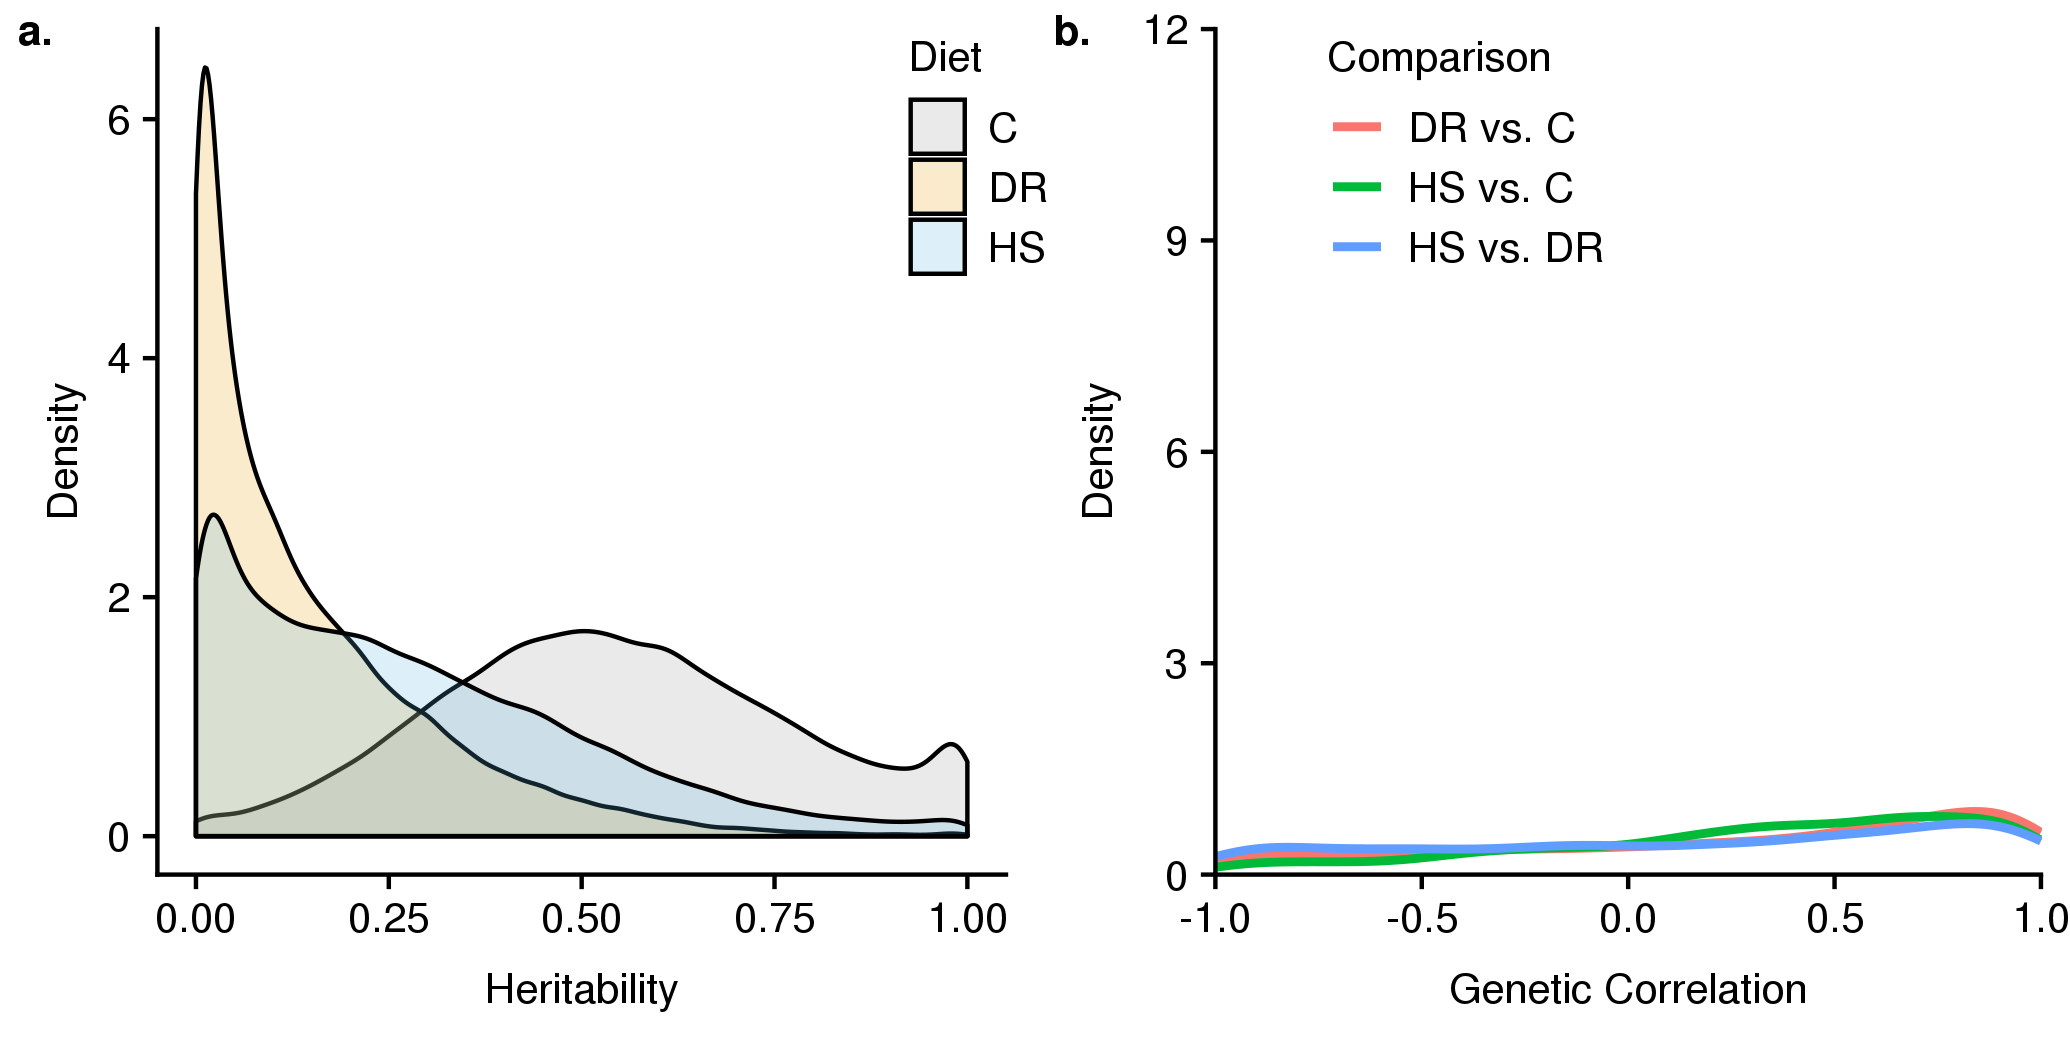 a.
Density
6
4
2
0
0.00 0.25 0.50 0.75 1.00
Heritability
Diet
C
DR
HS
b.
Density
12
9
6
3
0
-1.0 -0.5 0.0 0.5 1.0
Genetic Correlation
Comparison
DR vs. C
HS vs. C
HS vs. DR